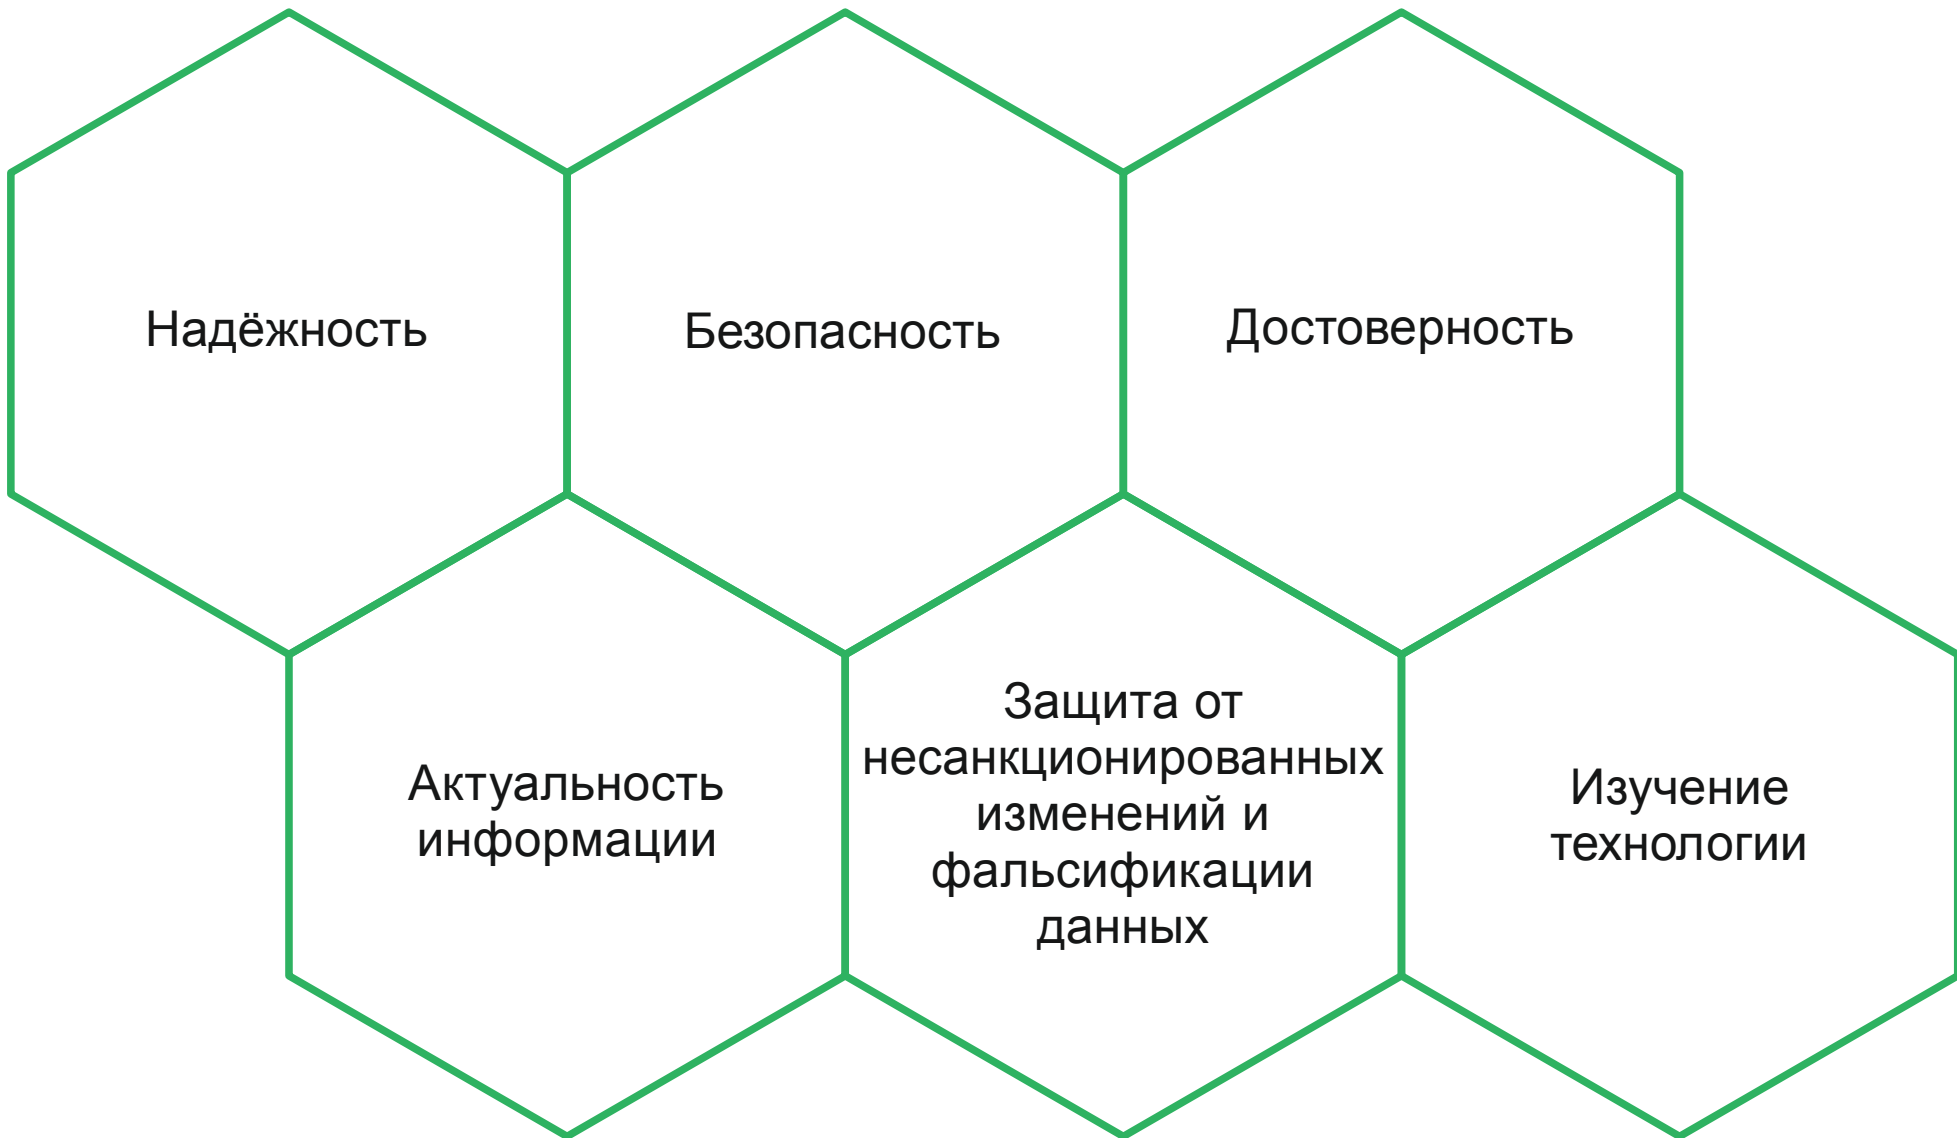 Надёжность
Безопасность
Достоверность
Актуальность
информации
Защита от
несанкционированных
изменений и
фальсификации
данных
Изучение
технологии